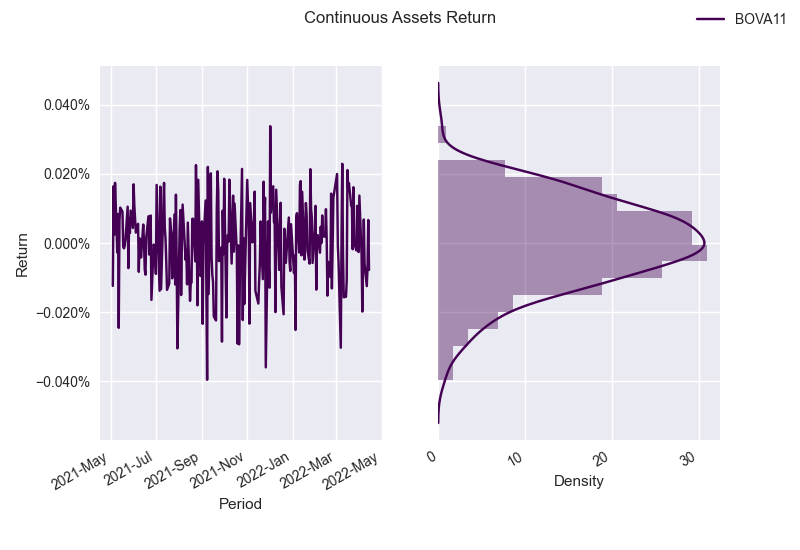 Continuous Assets Return
BOVA11
Return
0.040%
0.020%
0.000%
−0.020%
−0.040%
2021-May
2021-Jul
2021-Sep
2021-Nov
2022-Jan
2022-Mar
2022-May
Period
0
10
20
30
Density